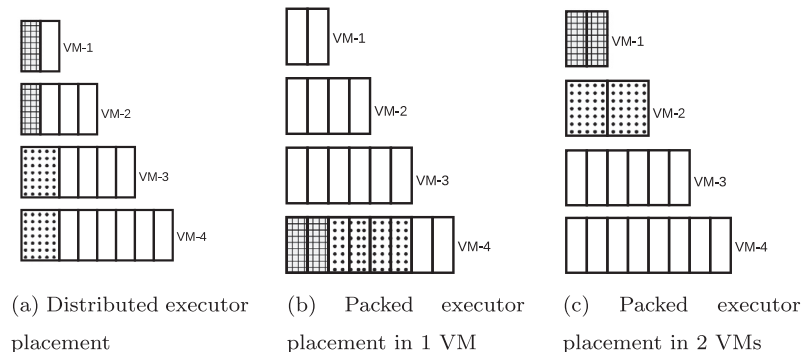 VM-1
VM-2
VM-3
VM-4
(a) Distributed executor
placement
VM-1
VM-2
VM-3
VM-4
(b) Packed executor
placement in 1 VM
VM-1
VM-2
VM-3
VM-4
(c) Packed executor
placement in 2 VMs